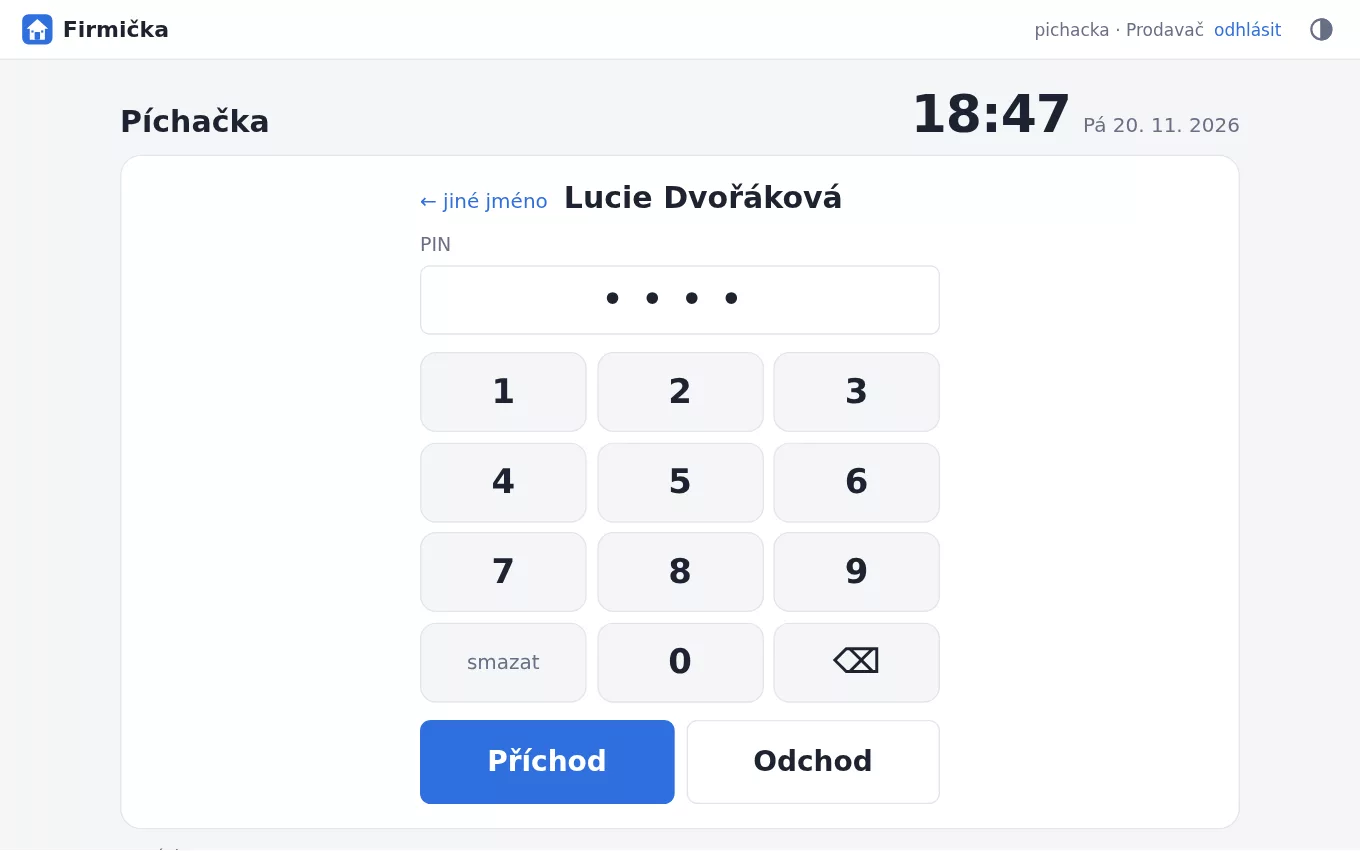 Firmička
pichacka · Prodavač odhlásit
Píchačka
18:47 Pá 20. 11. 2026
← jiné jméno Lucie Dvořáková
PIN
• • • •
1 2 3
4 5 6
7 8 9
smazat 0 ⌫
Příchod Odchod